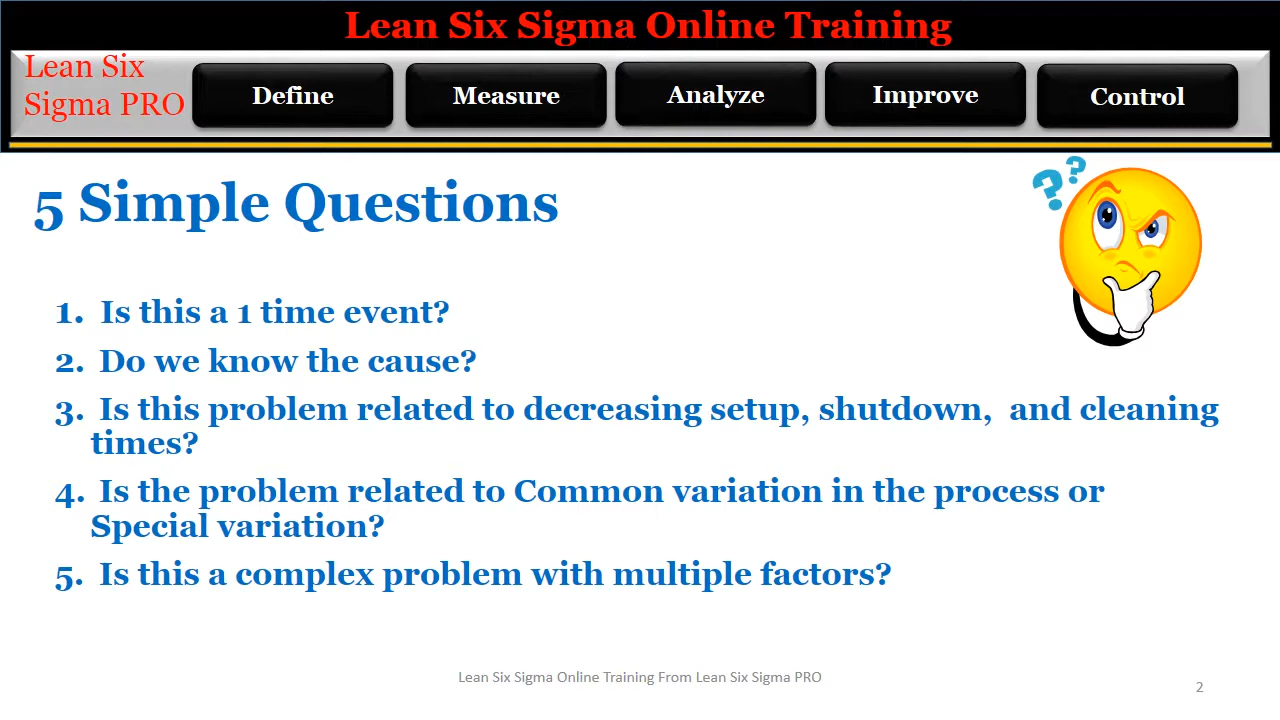 Lean Six Sigma Online Training
Lean Six
Sigma PRO
Define
Measure
Analyze
Improve
Control
5 Simple Questions
? ?
1. Is this a 1 time event?
2. Do we know the cause?
3. Is this problem related to decreasing setup, shutdown, and cleaning
times?
4. Is the problem related to Common variation in the process or
Special variation?
5. Is this a complex problem with multiple factors?
Lean Six Sigma Online Training From Lean Six Sigma PRO
2